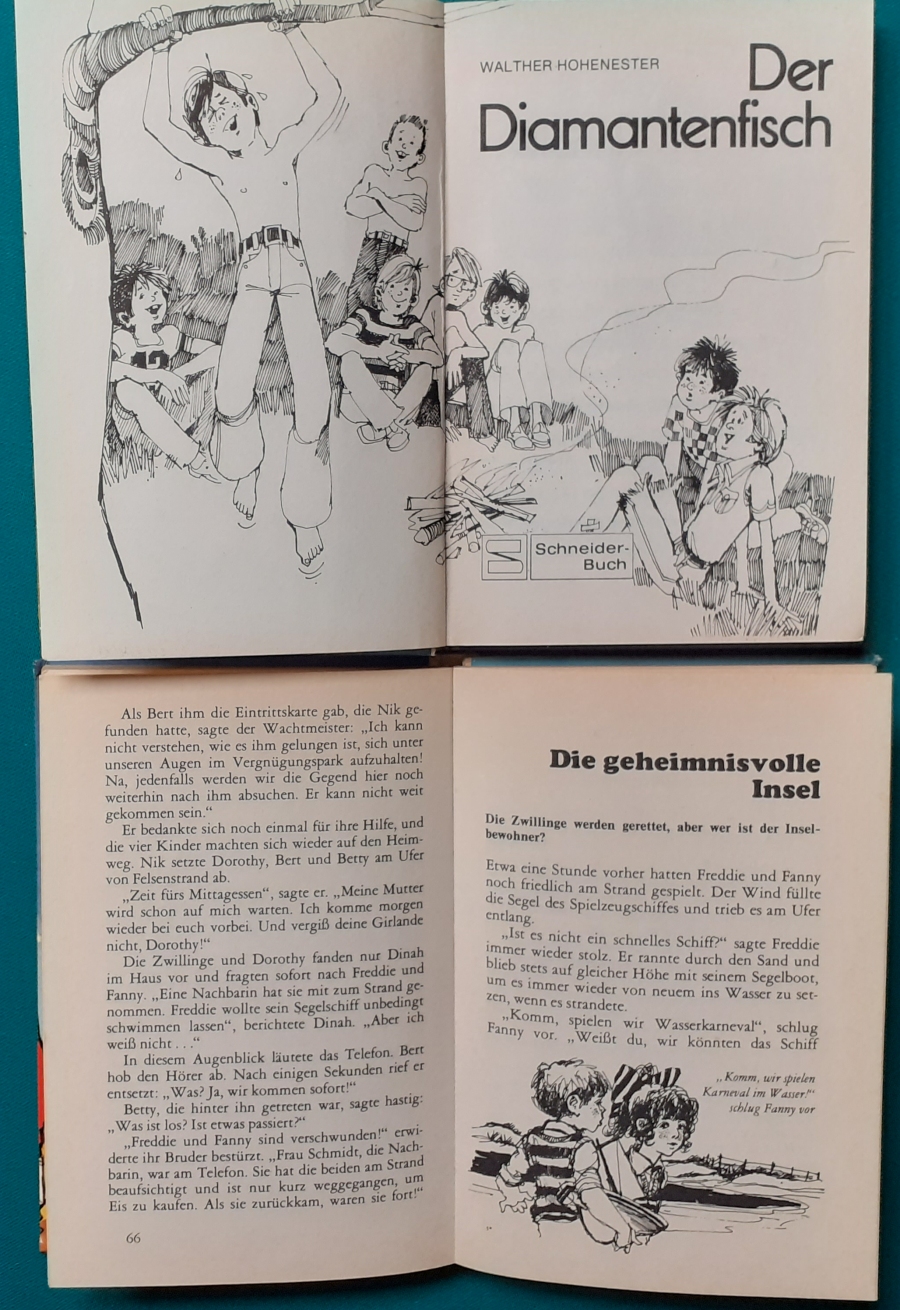 WALTHER HOHENESTER
Der
Diamantenfisch
12
Schneider-
Buch
Als Bert ihm die Eintrittskarte gab, die Nik ge-
funden hatte, sagte der Wachtmeister: „Ich kann
nicht verstehen, wie es ihm gelungen ist, sich unter
unseren Augen im Vergnügungspark aufzuhalten!
Na, jedenfalls werden wir die Gegend hier noch
weiterhin nach ihm absuchen. Er kann nicht weit
gekommen sein.“
Er bedankte sich noch einmal für ihre Hilfe, und
die vier Kinder machten sich wieder auf den Heim-
weg. Nik setzte Dorothy, Bert und Betty am Ufer
von Felsenstrand ab.
„Zeit fürs Mittagessen“, sagte er. „Meine Mutter
wird schon auf mich warten. Ich komme morgen
wieder bei euch vorbei. Und vergiß deine Girlande
nicht, Dorothy!“
Die Zwillinge und Dorothy fanden nur Dinah
im Haus vor und fragten sofort nach Freddie und
Fanny. „Eine Nachbarin hat sie mit zum Strand ge-
nommen. Freddie wollte sein Segelschiff unbedingt
schwimmen lassen“, berichtete Dinah. „Aber ich
weiß nicht . . .“
In diesem Augenblick läutete das Telefon. Bert
hob den Hörer ab. Nach einigen Sekunden rief er
entsetzt: „Was? Ja, wir kommen sofort!“
Betty, die hinter ihn getreten war, sagte hastig:
„Was ist los? Ist etwas passiert?“
„Freddie und Fanny sind verschwunden!“ erwi-
derte ihr Bruder bestürzt. „Frau Schmidt, die Nach-
barin, war am Telefon. Sie hat die beiden am Strand
beaufsichtigt und ist nur kurz weggegangen, um
Eis zu kaufen. Als sie zurückkam, waren sie fort!“
66
Die geheimnisvolle
Insel
Die Zwillinge werden gerettet, aber wer ist der Insel-
bewohner?
Etwa eine Stunde vorher hatten Freddie und Fanny
noch friedlich am Strand gespielt. Der Wind füllte
die Segel des Spielzeugschiffes und trieb es am Ufer
entlang.
„Ist es nicht ein schnelles Schiff?“ sagte Freddie
immer wieder stolz. Er rannte durch den Sand und
blieb stets auf gleicher Höhe mit seinem Segelboot,
um es immer wieder von neuem ins Wasser zu set-
zen, wenn es strandete.
„Komm, spielen wir Wasserkarneval“, schlug
Fanny vor. „Weißt du, wir könnten das Schiff
„Komm, wir spielen
Karneval im Wasser!“
schlug Fanny vor